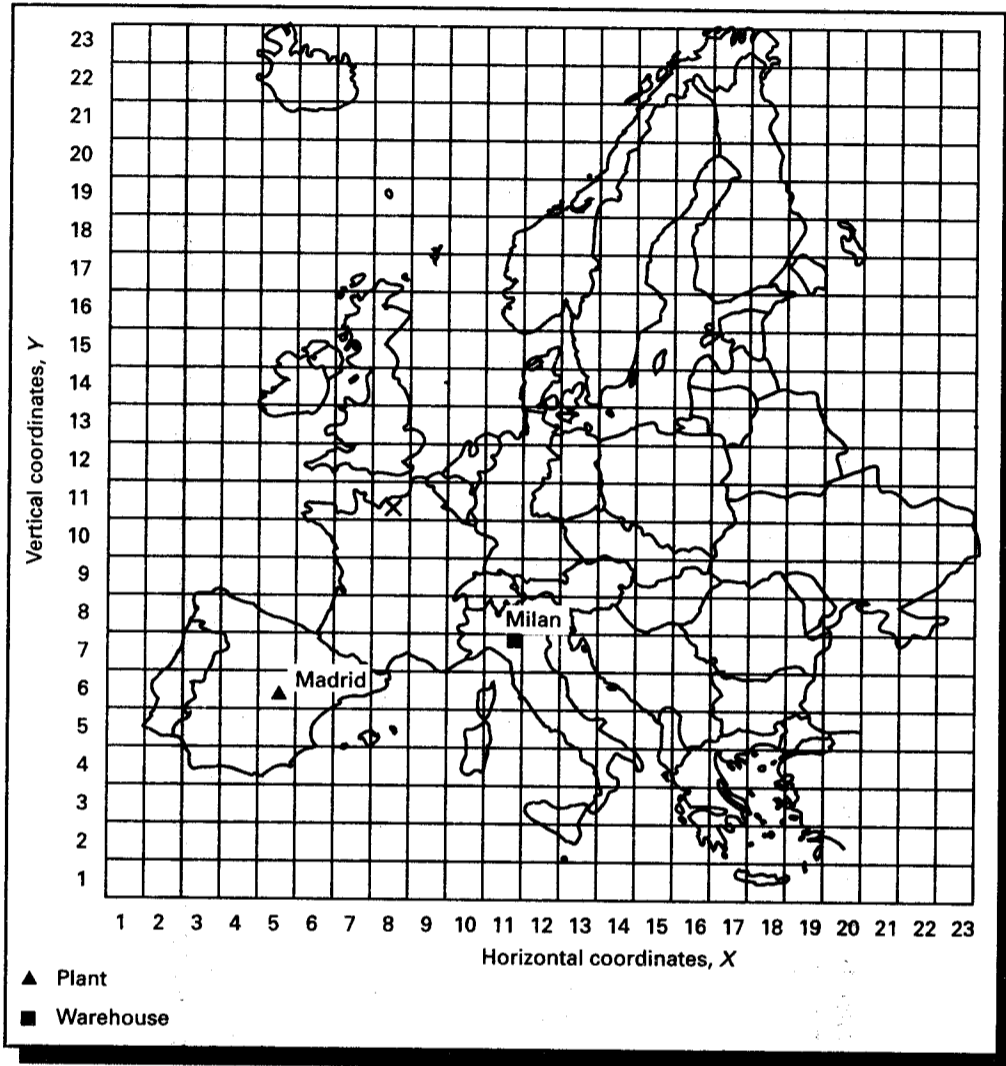 23
22
21
20
19
18
17
16
15
14
13
12
11
10
9
8
7
6
5
4
3
2
1
Vertical coordinates, Y
Milan
Madrid
X
1 2 3 4 5 6 7 8 9 10 11 12 13 14 15 16 17 18 19 20 21 22 23
Horizontal coordinates, X
▲ Plant
■ Warehouse